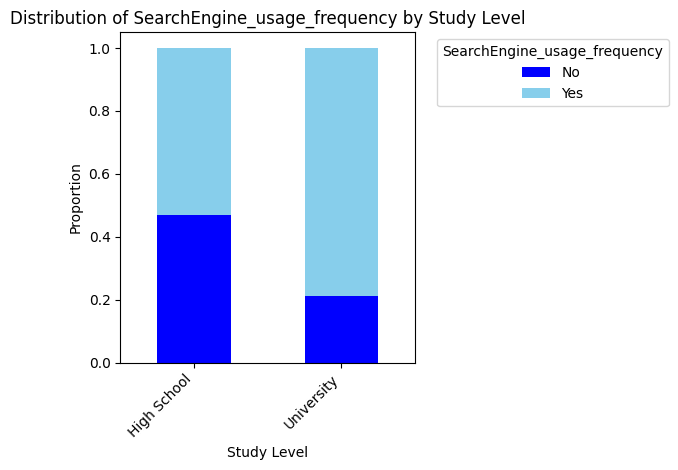 Distribution of SearchEngine_usage_frequency by Study Level
SearchEngine_usage_frequency
No
Yes
Proportion
1.0
0.8
0.6
0.4
0.2
0.0
High School
University
Study Level